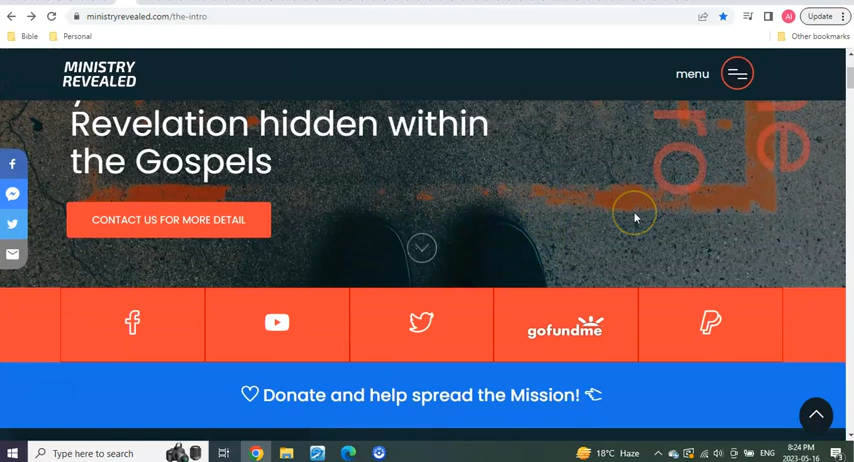 ministryrevealed.com/the-intro
AI
Update
Bible
Personal
Other bookmarks
MINISTRY
REVEALED
menu
Revelation hidden within
the Gospels
CONTACT US FOR MORE DETAIL
gofundme
Donate and help spread the Mission!
Type here to search
18°C Haze
ENG
8:24 PM
2023-05-16
3